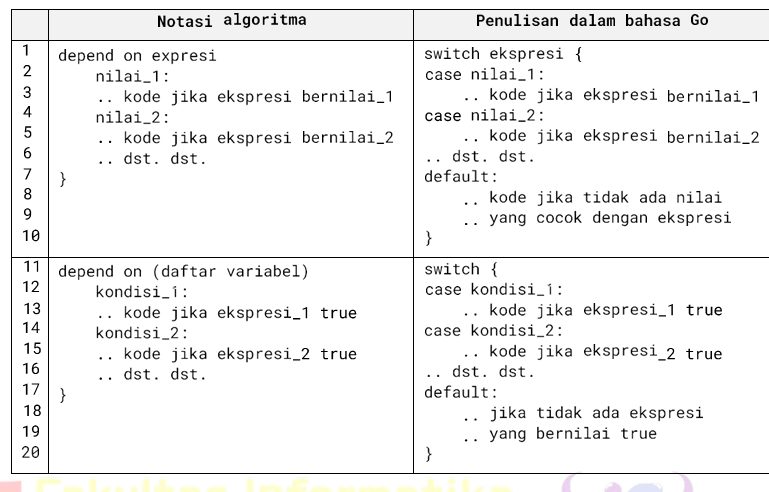 Notasi algoritma
Penulisan dalam bahasa Go
1
2
3
4
5
6
7
8
9
10
depend on expresi
nilai_1:
.. kode jika ekspresi bernilai_1
nilai_2:
.. kode jika ekspresi bernilai_2
.. dst. dst.
}
switch ekspresi {
case nilai_1:
.. kode jika ekspresi bernilai_1
case nilai_2:
.. kode jika ekspresi bernilai_2
.. dst. dst.
default:
.. kode jika tidak ada nilai
.. yang cocok dengan ekspresi
}
11
12
13
14
15
16
17
18
19
20
depend on (daftar variabel)
kondisi_1:
.. kode jika ekspresi_1 true
kondisi_2:
.. kode jika ekspresi_2 true
.. dst. dst.
}
switch {
case kondisi_1:
.. kode jika ekspresi_1 true
case kondisi_2:
.. kode jika ekspresi_2 true
.. dst. dst.
default:
.. jika tidak ada ekspresi
.. yang bernilai true
}